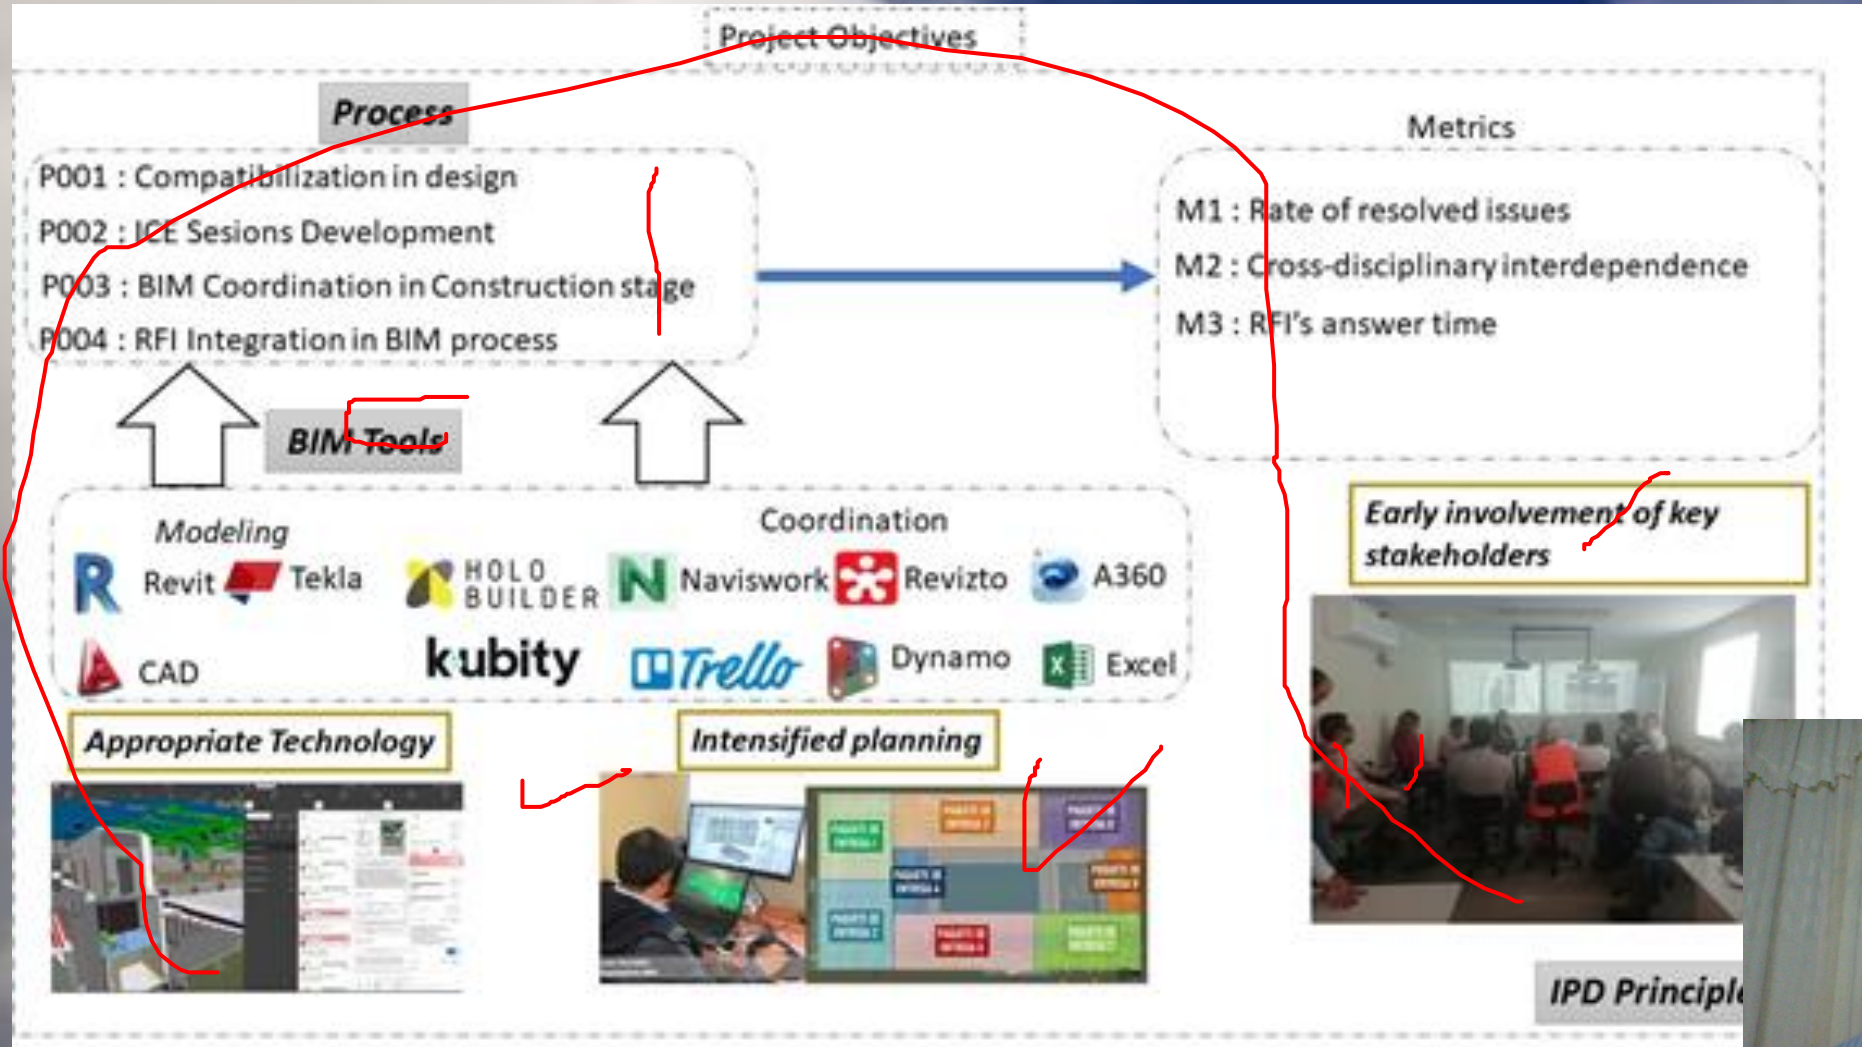 Project Objectives
Process
P001 : Compatibilization in design
P002 : ICE Sesions Development
P003 : BIM Coordination in Construction stage
P004 : RFI Integration in BIM process
Metrics
M1 : Rate of resolved issues
M2 : Cross-disciplinary interdependence
M3 : RFI's answer time
BIM Tools
Modeling
Coordination
Revit
Tekla
HOLO
BUILDER
Naviswork
Revizto
A360
CAD
kubity
Trello
Dynamo
Excel
Early involvement of key
stakeholders
Appropriate Technology
Intensified planning
IPD Principle